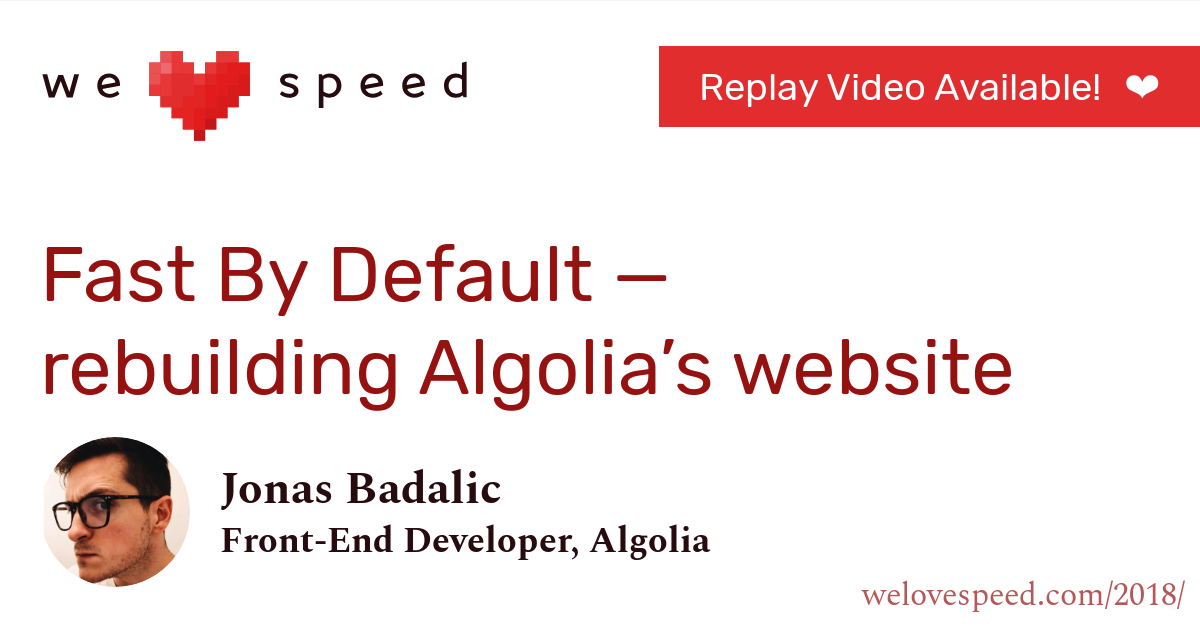 we speed
Replay Video Available! ❤
Fast By Default –
rebuilding Algolia’s website
Jonas Badalic
Front-End Developer, Algolia
welovespeed.com/2018/